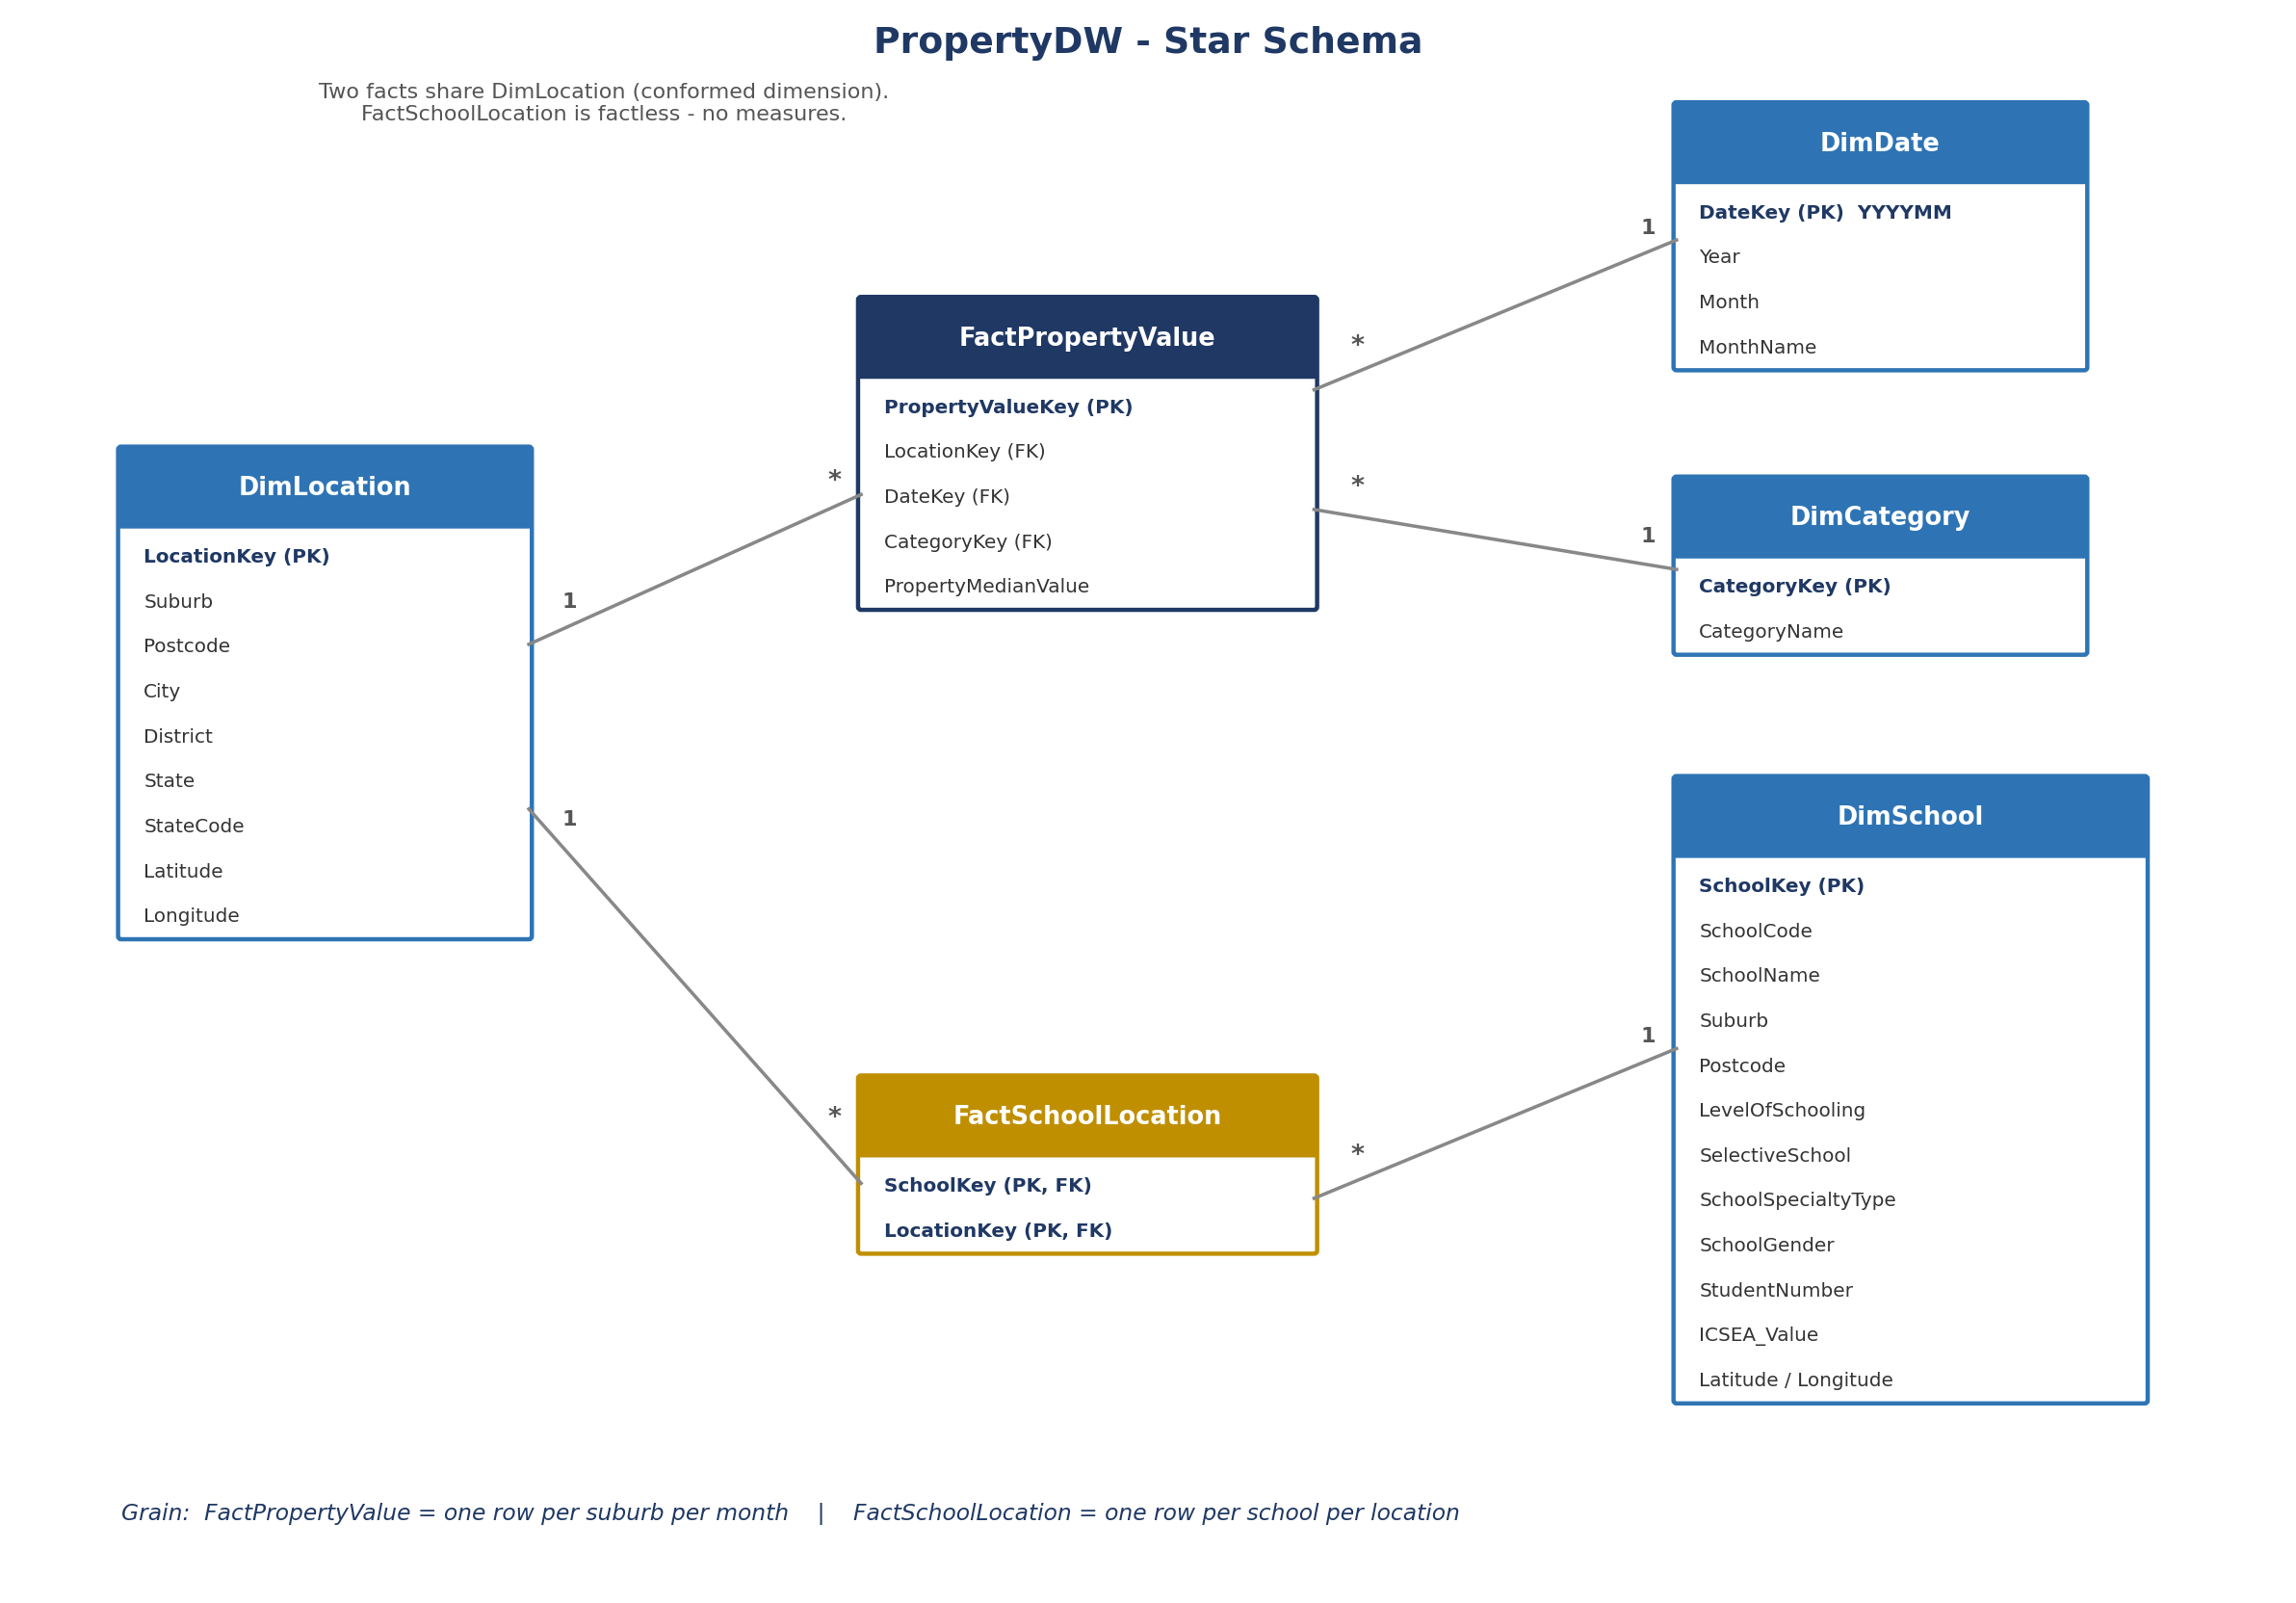 PropertyDW - Star Schema
Two facts share DimLocation (conformed dimension).
FactSchoolLocation is factless - no measures.
DimDate
DateKey (PK)  YYYYMM
Year
Month
MonthName
1
*
FactPropertyValue
PropertyValueKey (PK)
LocationKey (FK)
DateKey (FK)
CategoryKey (FK)
PropertyMedianValue
*
*
1
DimCategory
CategoryKey (PK)
CategoryName
DimLocation
LocationKey (PK)
Suburb
Postcode
City
District
State
StateCode
Latitude
Longitude
1
1
DimSchool
SchoolKey (PK)
SchoolCode
SchoolName
Suburb
Postcode
LevelOfSchooling
SelectiveSchool
SchoolSpecialtyType
SchoolGender
StudentNumber
ICSEA_Value
Latitude / Longitude
1
*
*
FactSchoolLocation
SchoolKey (PK, FK)
LocationKey (PK, FK)
Grain:  FactPropertyValue = one row per suburb per month    |    FactSchoolLocation = one row per school per location